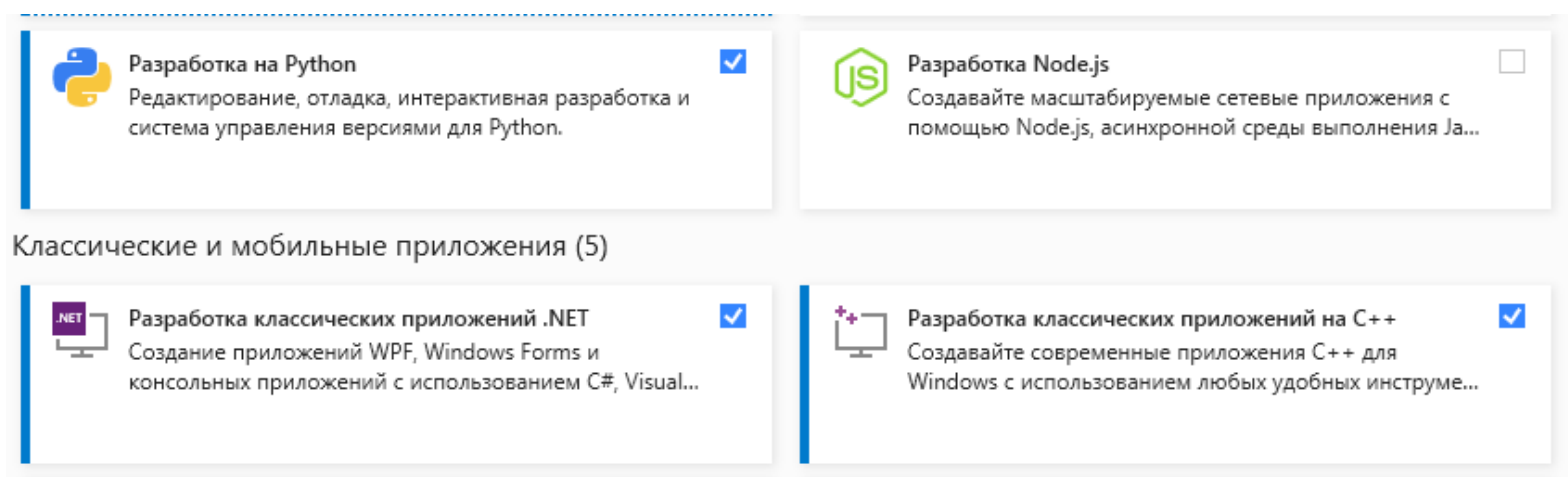 Разработка на Python
Редактирование, отладка, интерактивная разработка и
система управления версиями для Python.
JS
Разработка Node.js
Создавайте масштабируемые сетевые приложения с
помощью Node.js, асинхронной среды выполнения Ja...
Классические и мобильные приложения (5)
.NET
Разработка классических приложений .NET
Создание приложений WPF, Windows Forms и
консольных приложений с использованием C#, Visual...
Разработка классических приложений на C++
Создавайте современные приложения C++ для
Windows с использованием любых удобных инструме...